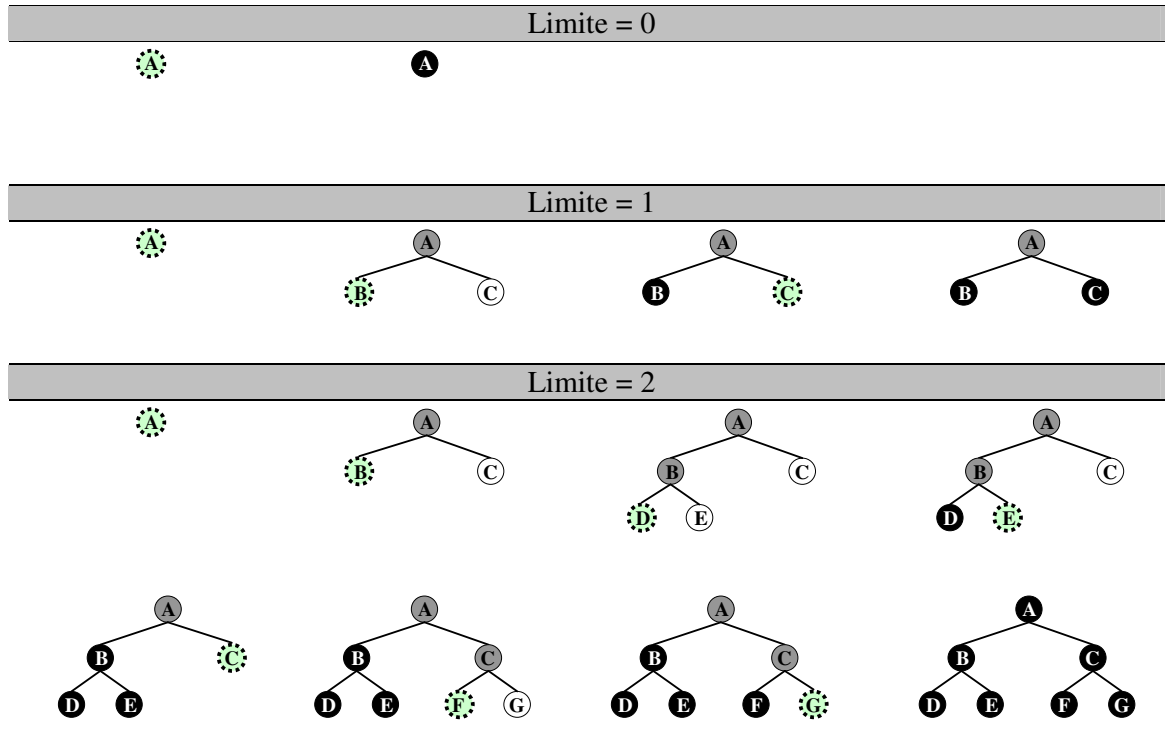 Limite = 0
A A
Limite = 1
A A A A
B C B C B C
Limite = 2
A A A A
B C B C B C
D E D E
A A A A
B C B C B C B C
D E D E F G D E F G D E F G